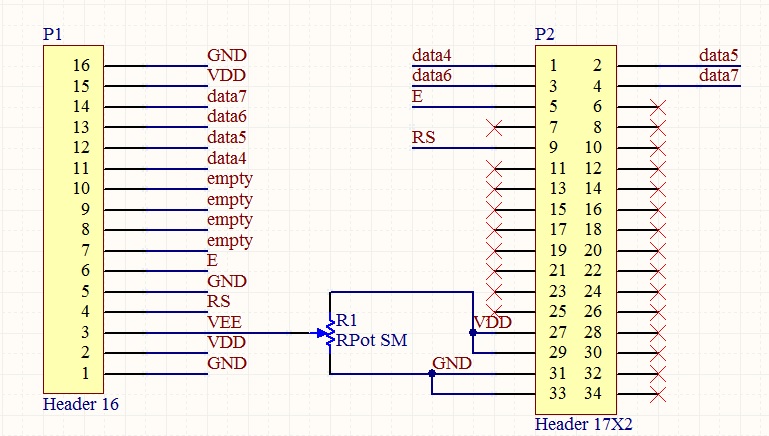 P1 P2
16 GND data4 1 2 data5
15 VDD data6 3 4 data7
14 data7 E 5 6
13 data6 7 8
12 data5 RS 9 10
11 data4 11 12
10 empty 13 14
9 empty 15 16
8 empty 17 18
7 empty 19 20
6 E 21 22
5 GND 23 24
4 RS R1 25 26
3 VEE VDD 27 28
2 VDD RPot SM 29 30
1 GND GND 31 32
33 34
Header 16
Header 17X2